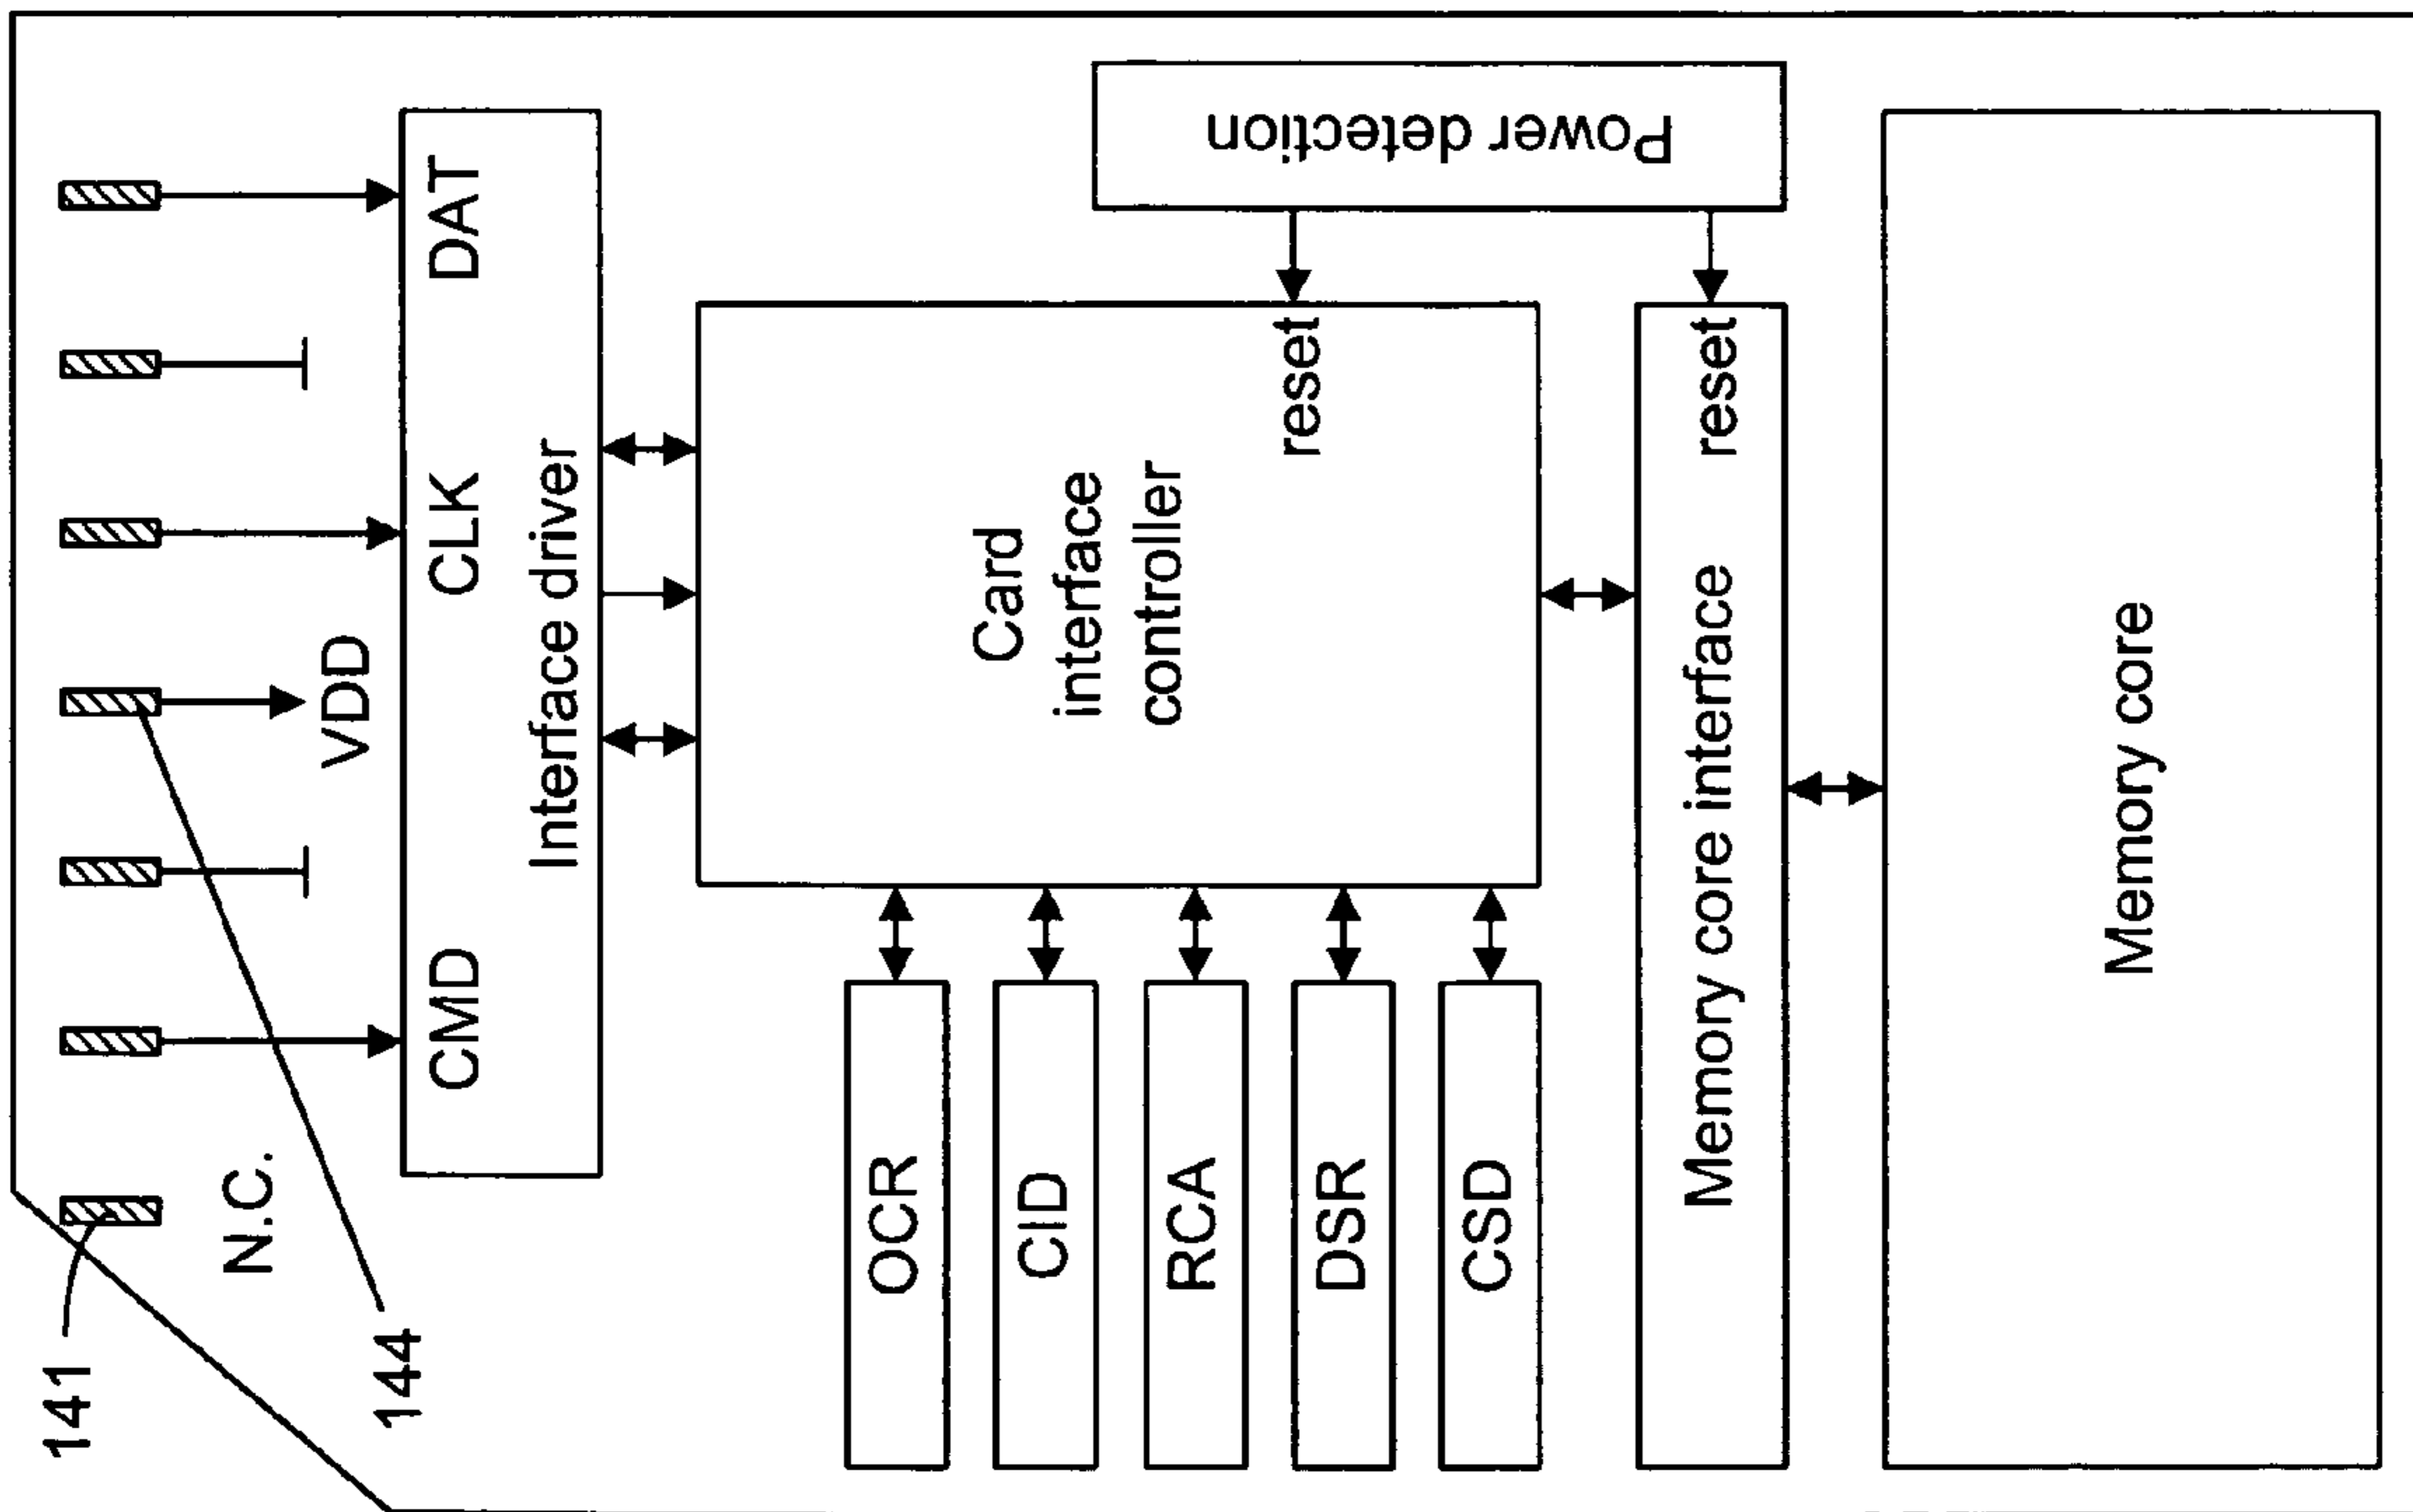 141
144
N.C.
VDD
CMD
CLK
DAT
Interface driver
OCR
CID
RCA
DSR
CSD
Card
interface
controller
reset
Power detection
Memory core interface
reset
Memory core